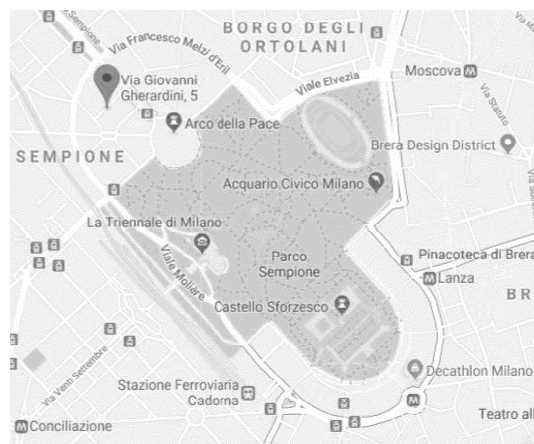 Sempione
Via Francesco Melzi d'Eril
BORGO DEGLI
ORTOLANI
Viale Elvezia
Moscova
M
Via Giovanni
Gherardini, 5
Via Statuto
Arco della Pace
Brera Design District
SEMPIONE
Acquario Civico Milano
La Triennale di Milano
Viale Molière
Parco
Sempione
Pinacoteca di Brera
M
Lanza
BR
Castello Sforzesco
Via Venti Settembre
Decathlon Milano
Stazione Ferroviaria
Cadorna
M
Teatro all
M
Conciliazione